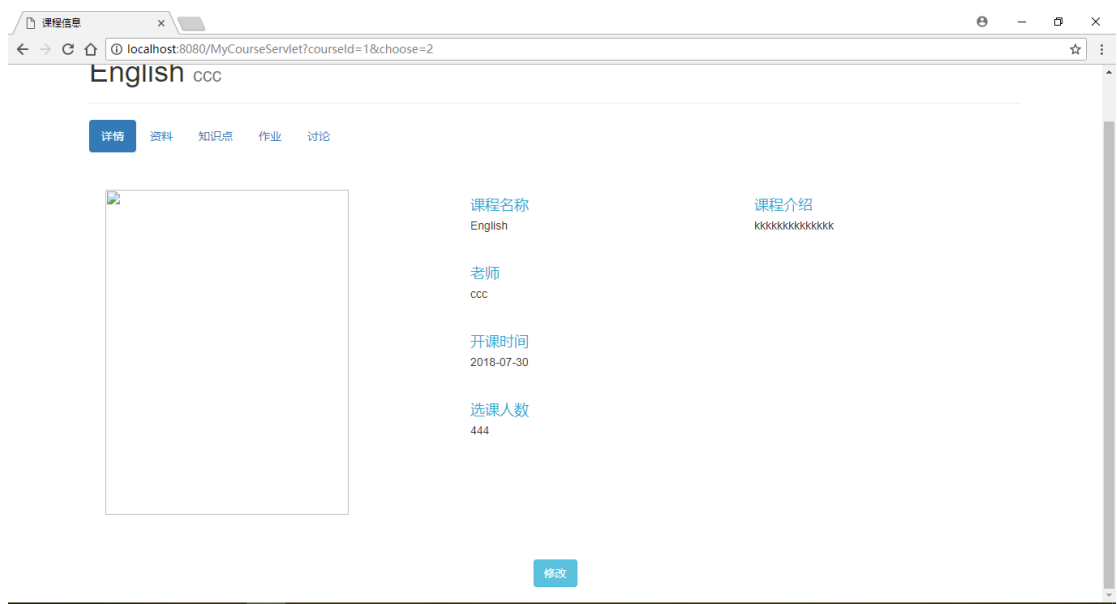 课程信息
localhost:8080/MyCourseServlet?courseId=1&choose=2
English ccc
详情 资料 知识点 作业 讨论
课程名称
English
老师
ccc
开课时间
2018-07-30
选课人数
444
课程介绍
kkkkkkkkkkkkkk
修改